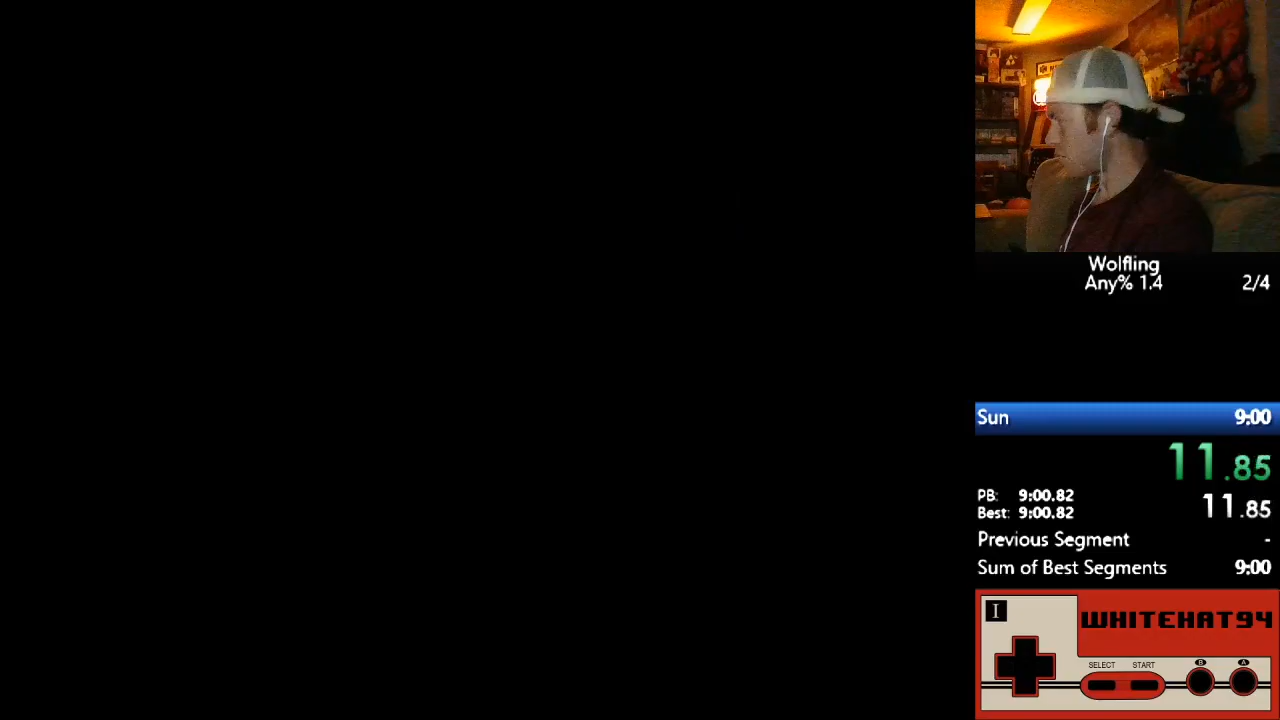 Wolfling
Any% 1.4 2/4
Sun 9:00
11.85
PB: 9:00.82 11.85
Best: 9:00.82
Previous Segment -
Sum of Best Segments 9:00
I
WHITEHAT94
SELECT START B A